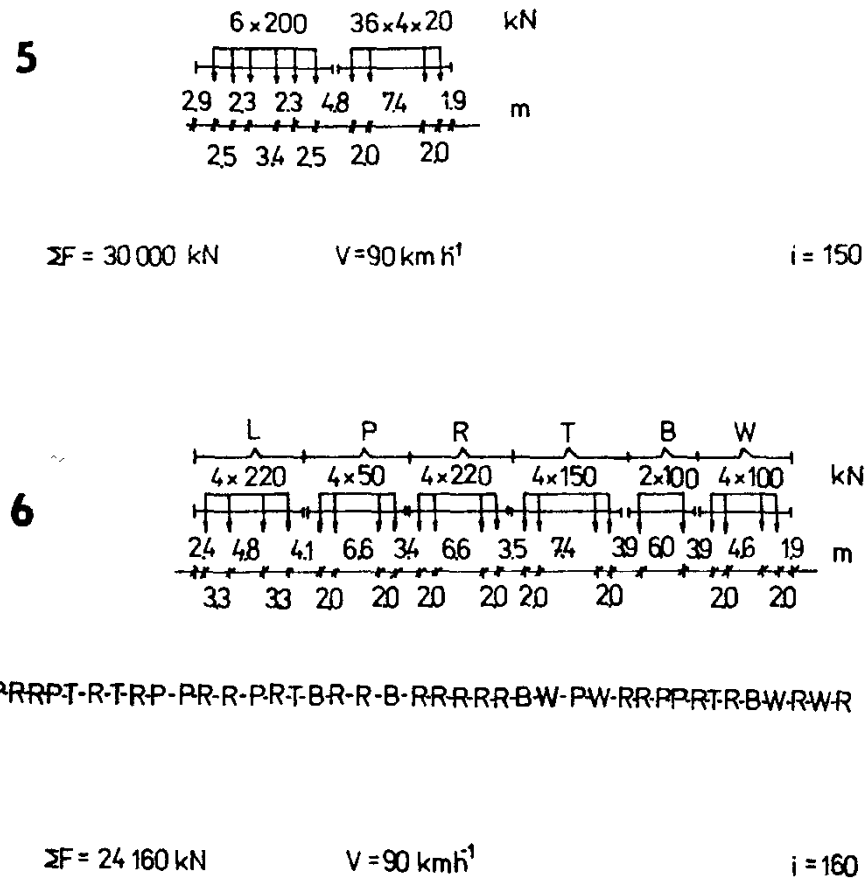 5
6×200 36×4×20 kN
2.9 2.3 2.3 4.8 7.4 1.9 m
2.5 3.4 2.5 2.0 2.0
ΣF = 30 000 kN V = 90 km h⁻¹ i = 150
6
L P R T B W
4×220 4×50 4×220 4×150 2×100 4×100 kN
2.4 4.8 4.1 6.6 3.4 6.6 3.5 7.4 3.9 6.0 3.9 4.6 1.9 m
3.3 3.3 2.0 2.0 2.0 2.0 2.0 2.0 2.0 2.0
R-R-P-T-R-T-R-P-P-R-R-P-R-T-B-R-R-B-R-R-R-R-R-B-W-P-W-R-R-P-P-R-T-R-B-W-R-W-R
ΣF = 24 160 kN V = 90 km h⁻¹ i = 160